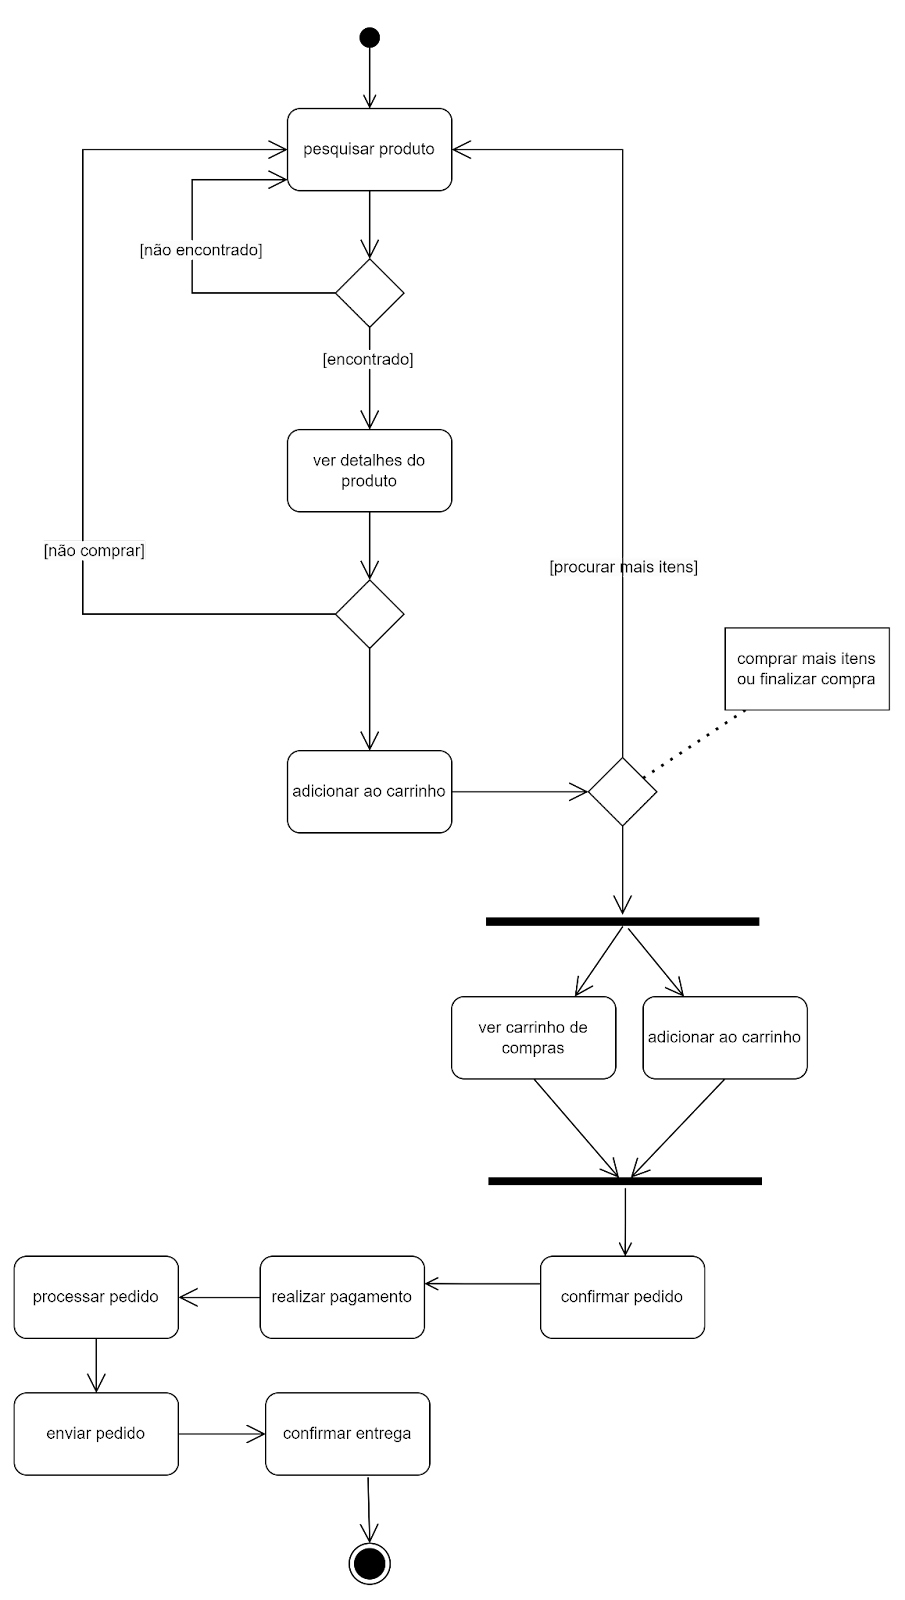 pesquisar produto
[não encontrado]
[encontrado]
ver detalhes do
produto
[não comprar]
[procurar mais itens]
comprar mais itens
ou finalizar compra
adicionar ao carrinho
ver carrinho de
compras
adicionar ao carrinho
processar pedido
realizar pagamento
confirmar pedido
enviar pedido
confirmar entrega